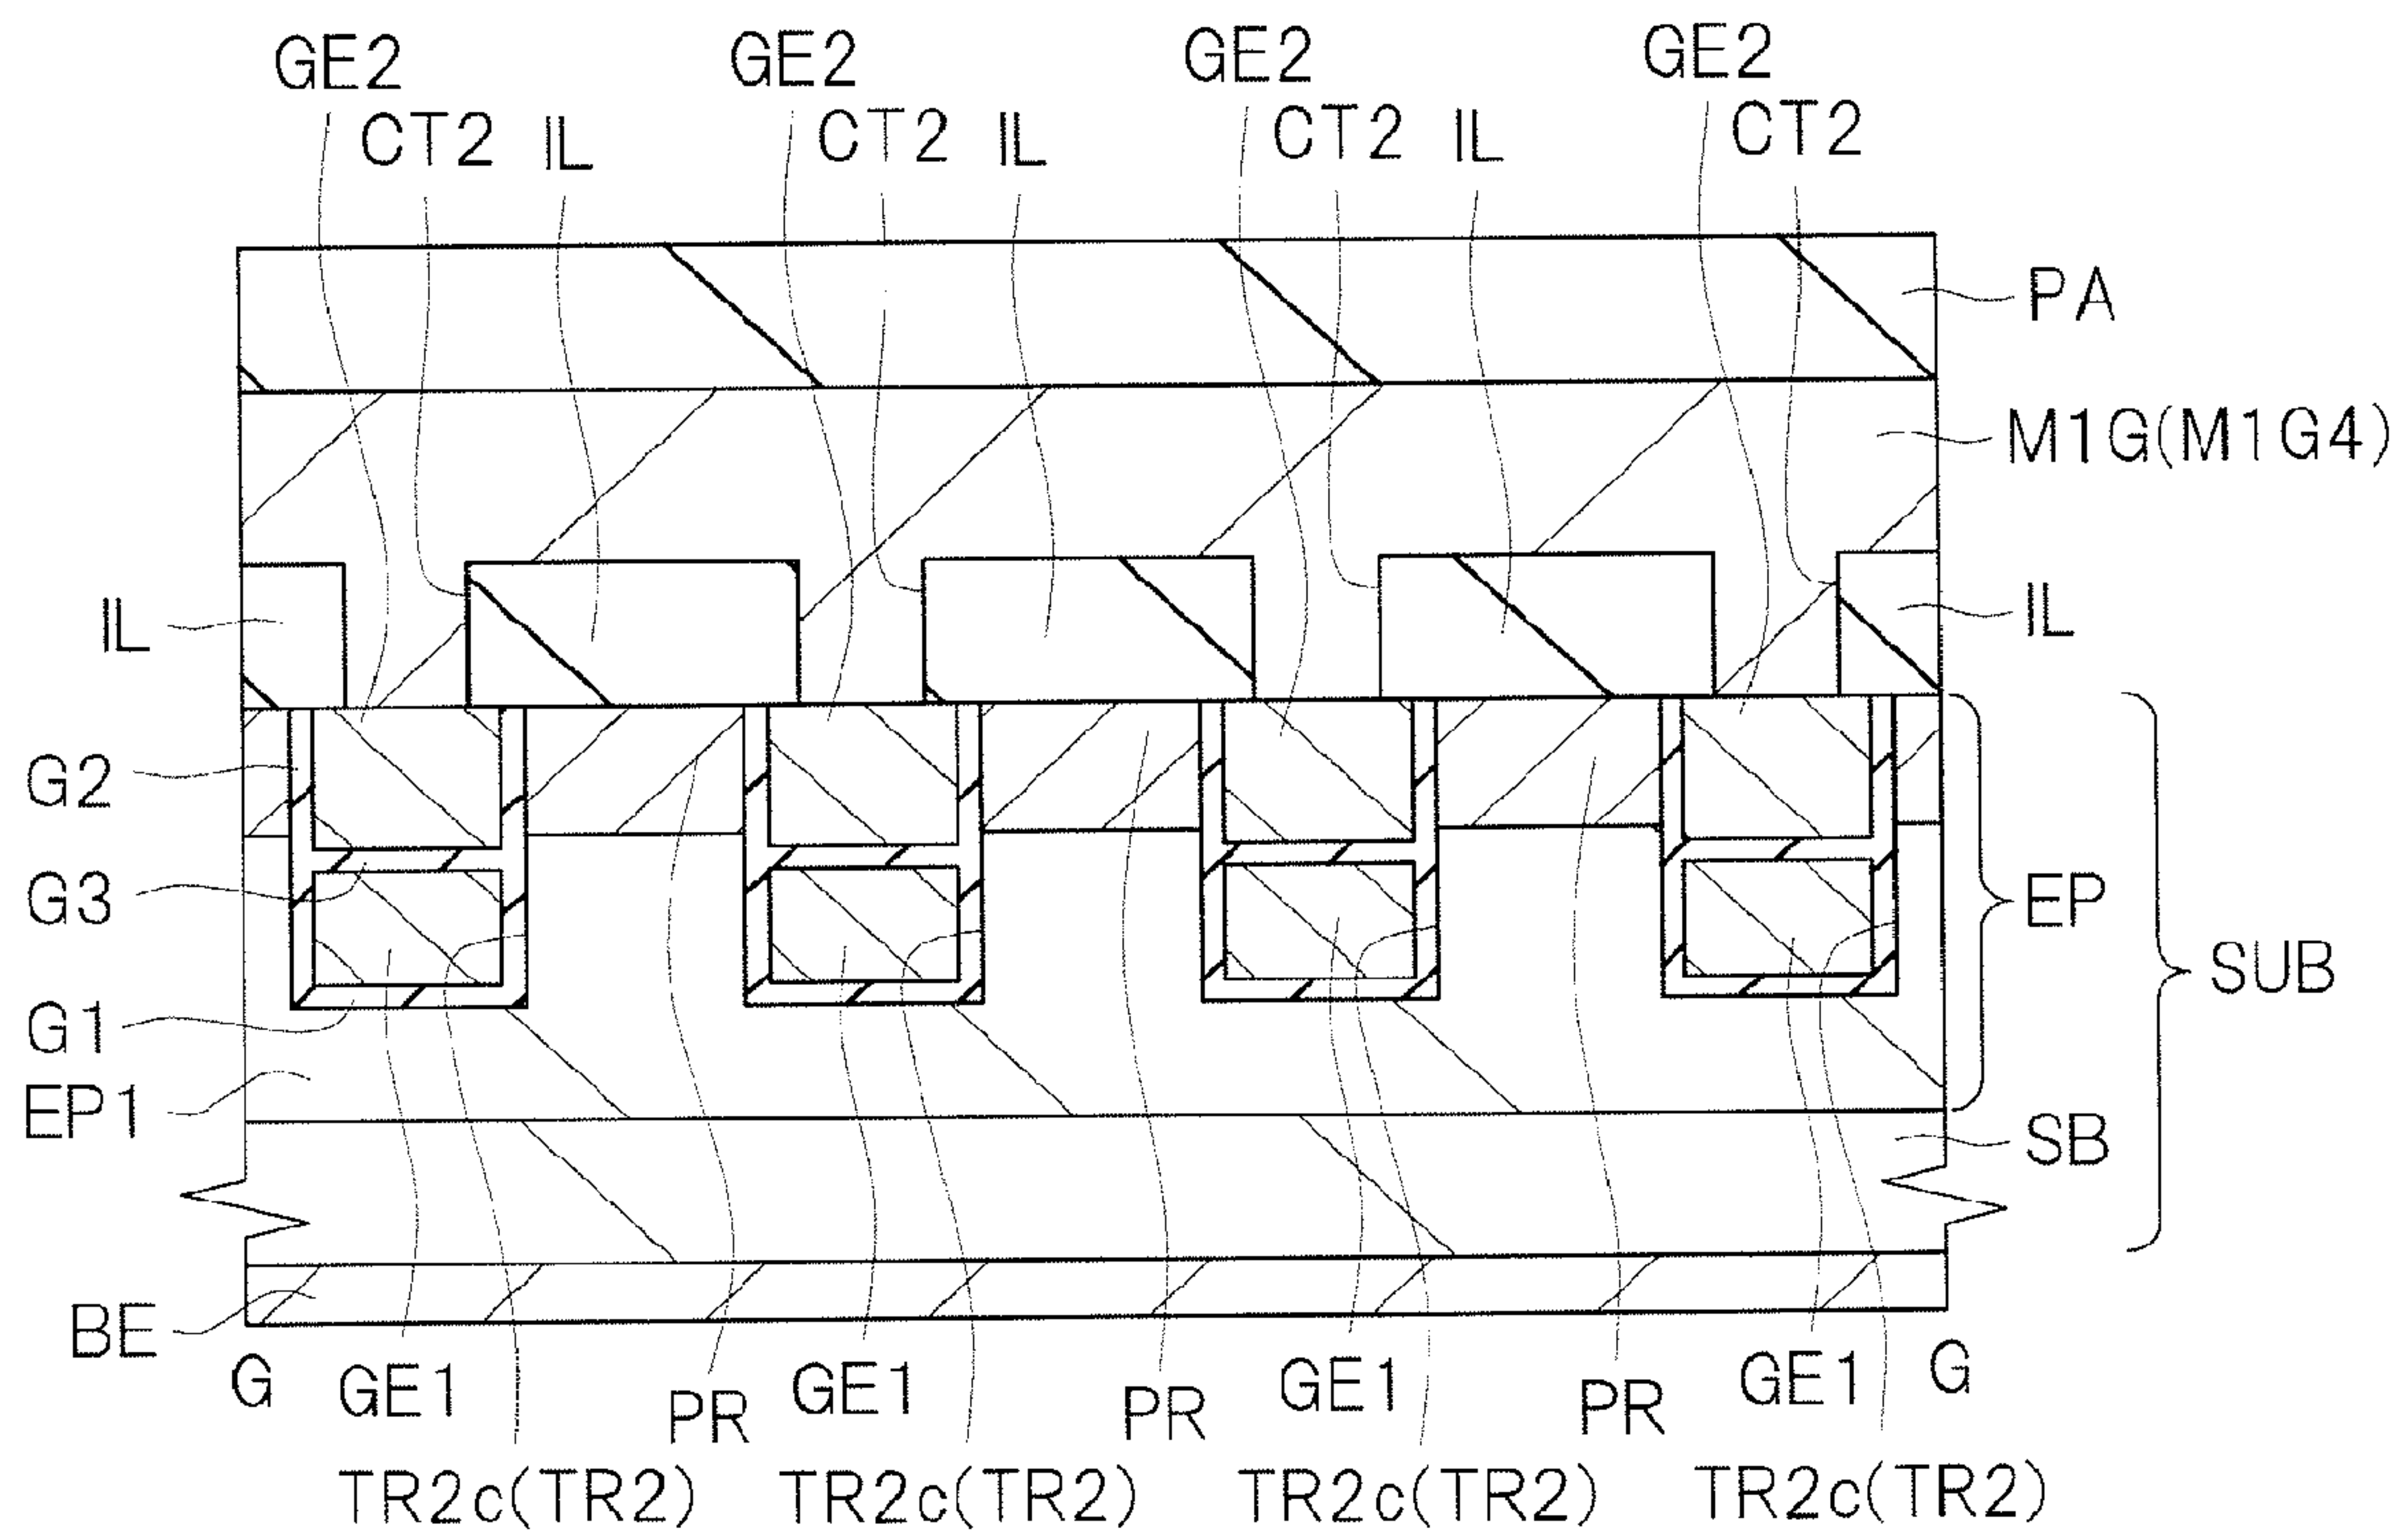 GE2 GE2 GE2 GE2
CT2 IL CT2 IL CT2 IL CT2
PA
M1G(M1G4)
IL IL
G2
G3 EP
SUB
G1
EP1 SB
BE
G GE1 PR GE1 PR GE1 PR GE1 G
TR2c(TR2) TR2c(TR2) TR2c(TR2) TR2c(TR2)